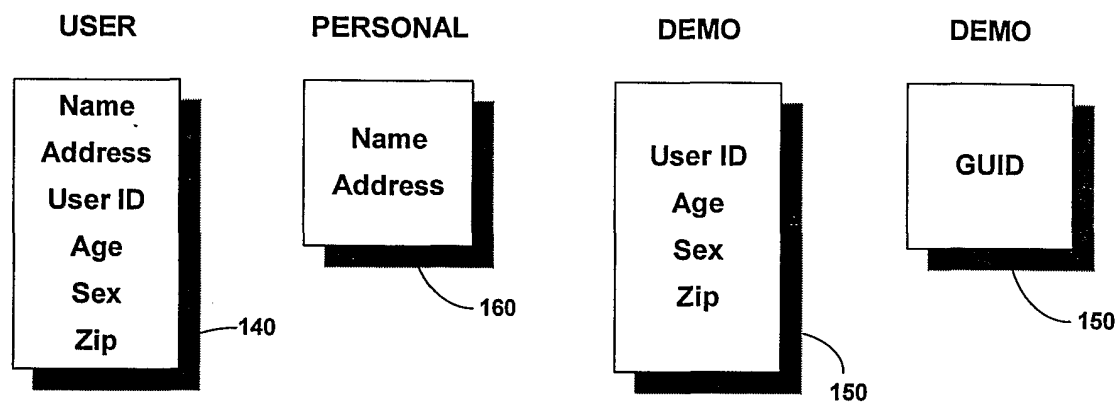 USER
Name
Address
User ID
Age
Sex
Zip
140
PERSONAL
Name
Address
160
DEMO
User ID
Age
Sex
Zip
150
DEMO
GUID
150